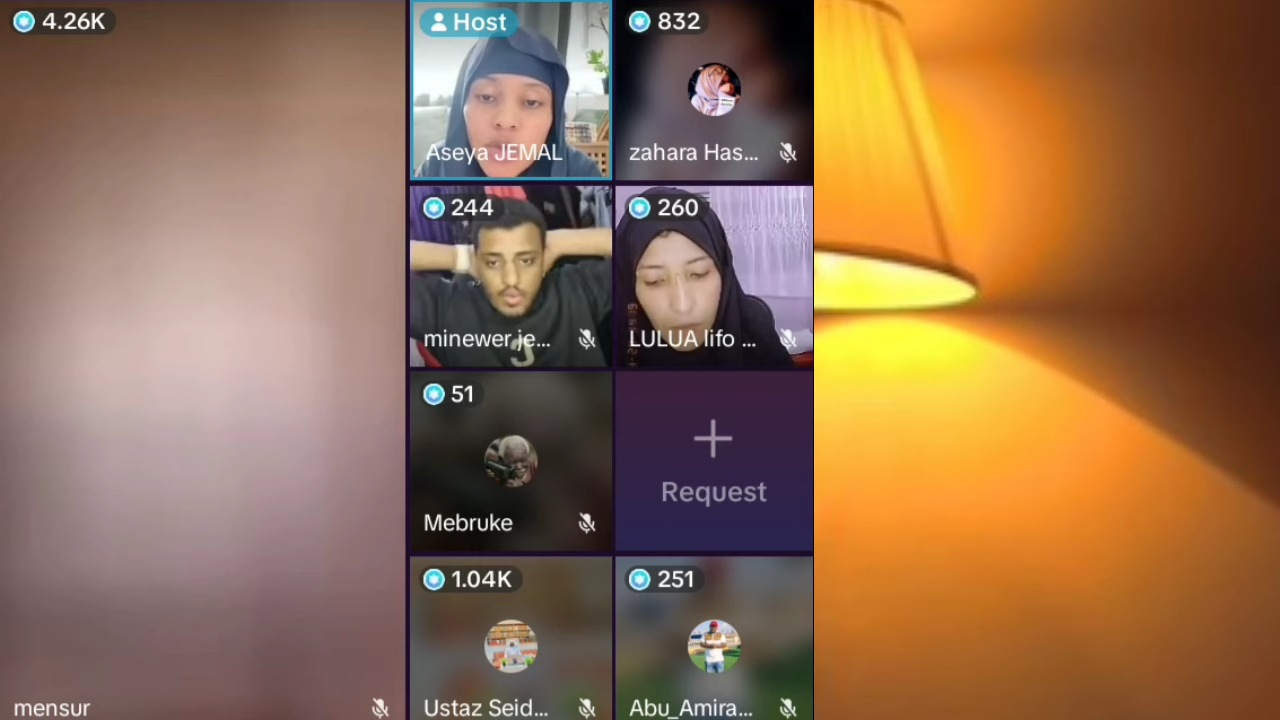 4.26K
Host
Aseya JEMAL
832
zahara Has...
244
minewer je...
260
LULUA lifo ...
51
Mebruke
Request
1.04K
251
mensur
Ustaz Seid...
Abu_Amira...